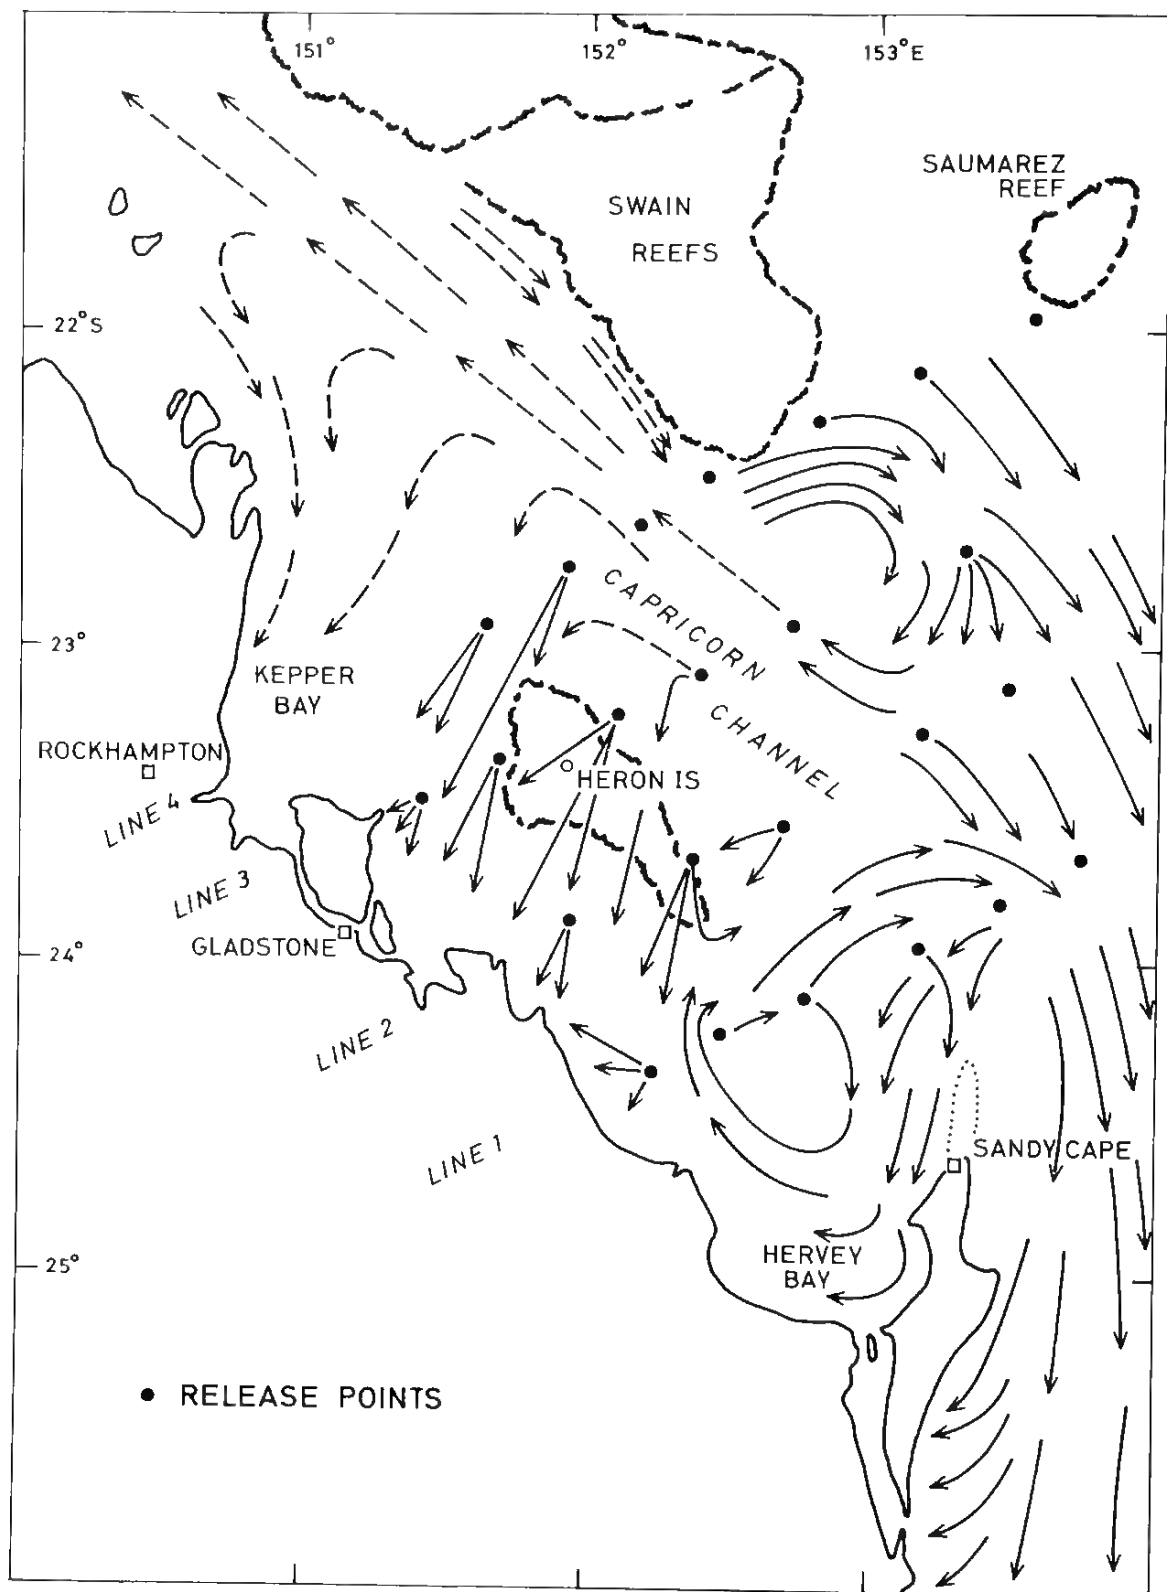 151°
152°
153°E
SAUMAREZ
REEF
SWAIN
REEFS
22°S
CAPRICORN
CHANNEL
23°
KEPPER
BAY
ROCKHAMPTON
HERON IS
LINE 4
LINE 3
GLADSTONE
24°
LINE 2
LINE 1
SANDY CAPE
HERVEY
BAY
25°
RELEASE POINTS